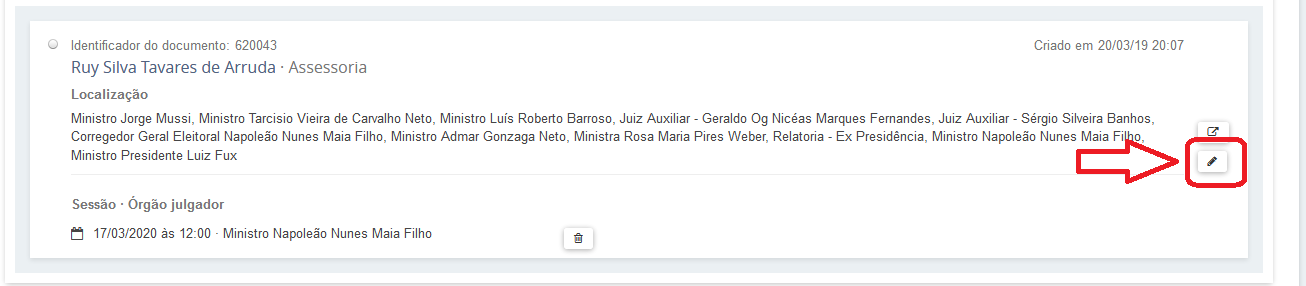 Identificador do documento: 620043
Criado em 20/03/19 20:07
Ruy Silva Tavares de Arruda · Assessoria
Localização
Ministro Jorge Mussi, Ministro Tarcisio Vieira de Carvalho Neto, Ministro Luís Roberto Barroso, Juiz Auxiliar - Geraldo Og Nicéas Marques Fernandes, Juiz Auxiliar - Sérgio Silveira Banhos,
Corregedor Geral Eleitoral Napoleão Nunes Maia Filho, Ministro Admar Gonzaga Neto, Ministra Rosa Maria Pires Weber, Relatoria - Ex Presidência, Ministro Napoleão Nunes Maia Filho,
Ministro Presidente Luiz Fux
Sessão · Órgão julgador
17/03/2020 às 12:00 · Ministro Napoleão Nunes Maia Filho